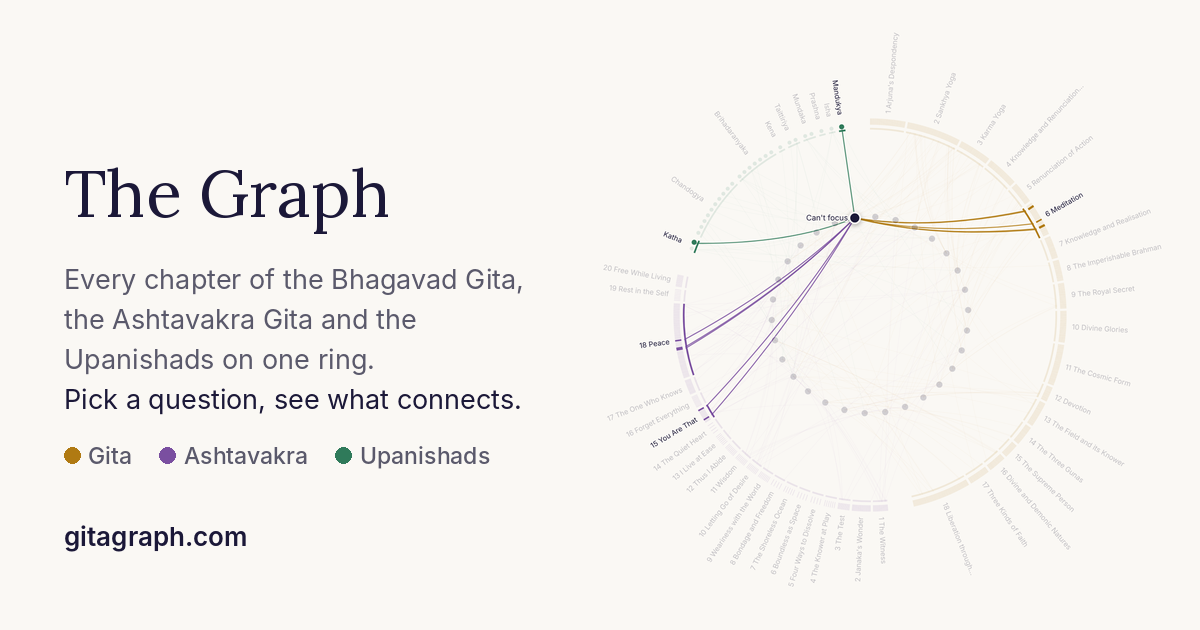 The Graph
Every chapter of the Bhagavad Gita,
the Ashtavakra Gita and the
Upanishads on one ring.
Pick a question, see what connects.
Gita
Ashtavakra
Upanishads
gitagraph.com
Can't focus
1 Arjuna's Despondency
2 Sankhya Yoga
3 Karma Yoga
4 Knowledge and Renunciation...
5 Renunciation of Action
6 Meditation
7 Knowledge and Realisation
8 The Imperishable Brahman
9 The Royal Secret
10 Divine Glories
11 The Cosmic Form
12 Devotion
13 The Field and its Knower
14 The Three Gunas
15 The Supreme Person
16 Divine and Demonic Natures
17 Three Kinds of Faith
18 Liberation through...
1 The Witness
2 Janaka's Wonder
3 The Test
4 The Knower at Play
5 Four Ways to Dissolve
6 Boundless as Space
7 The Shoreless Ocean
8 Bondage and Freedom
9 Weariness with the World
10 Letting Go of Desire
11 Wisdom
12 Thus I Abide
13 I Live at Ease
14 The Quiet Heart
15 You Are That
16 Forget Everything
17 The One Who Knows
18 Peace
19 Rest in the Self
20 Free While Living
Katha
Chandogya
Brihadaranyaka
Kena
Taittiriya
Mundaka
Prashna
Isha
Mandukya